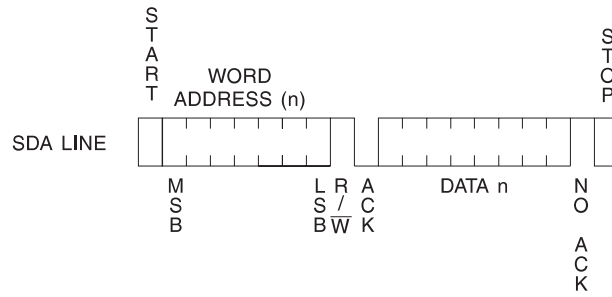 START
WORD
ADDRESS (n)
STOP
SDA LINE
MSB
LSB
R/W
ACK
DATA n
NO ACK